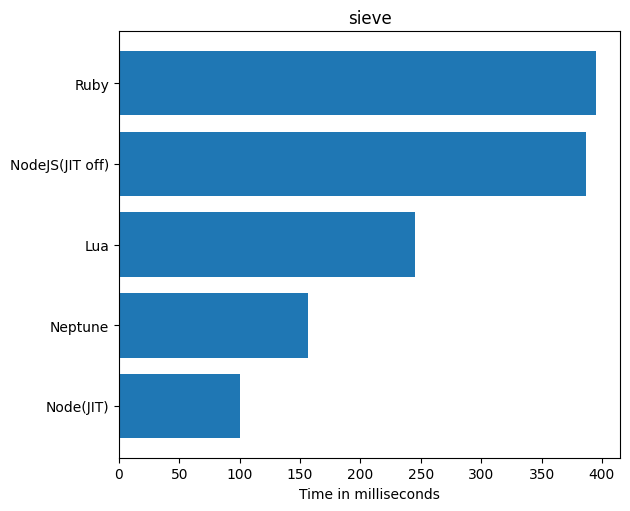 sieve
Ruby
NodeJS(JIT off)
Lua
Neptune
Node(JIT)
0 50 100 150 200 250 300 350 400
Time in milliseconds